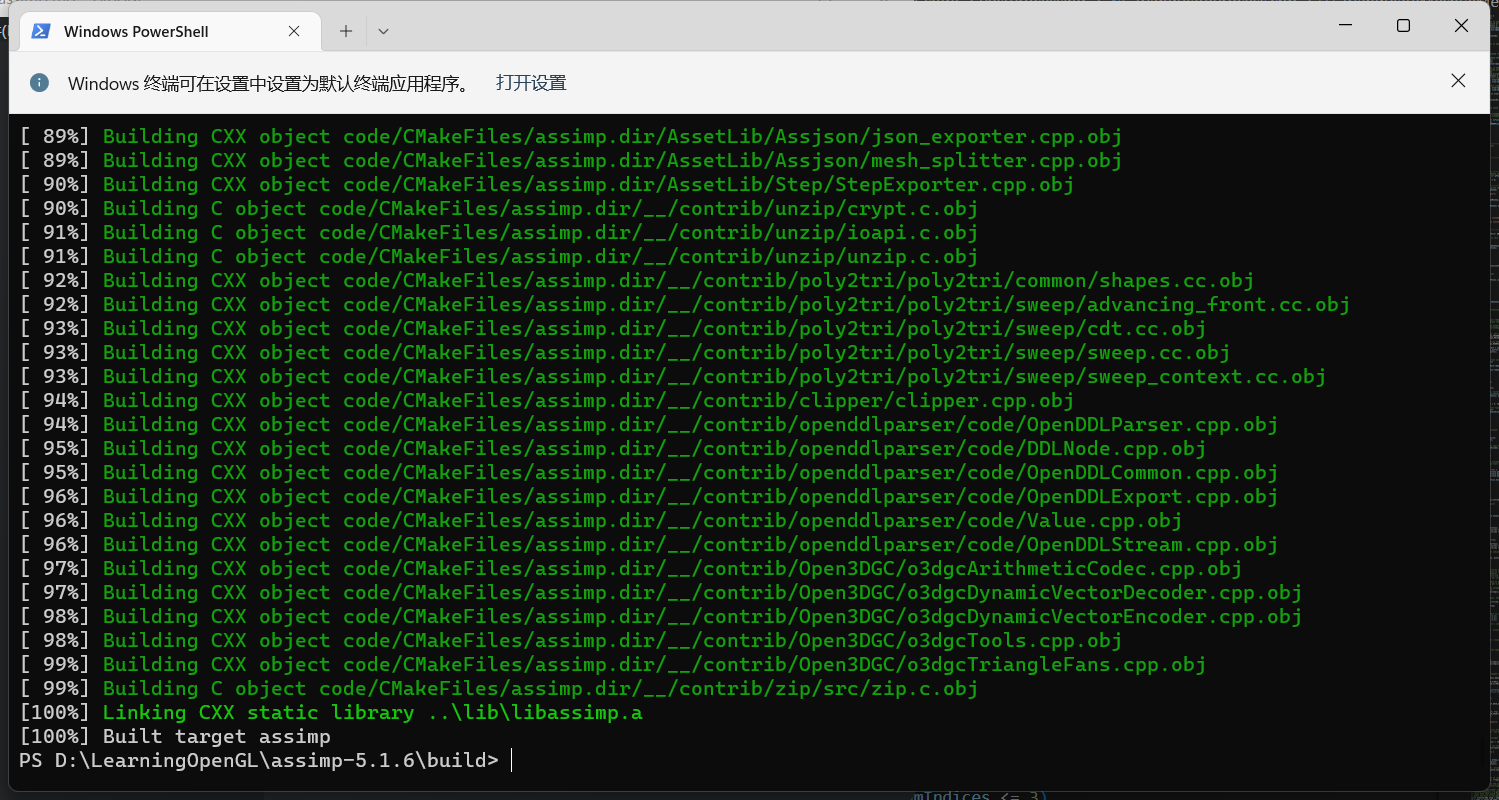 Windows PowerShell
Windows 终端可在设置中设置为默认终端应用程序。 打开设置
[ 89%] Building CXX object code/CMakeFiles/assimp.dir/AssetLib/Assjson/json_exporter.cpp.obj
[ 89%] Building CXX object code/CMakeFiles/assimp.dir/AssetLib/Assjson/mesh_splitter.cpp.obj
[ 90%] Building CXX object code/CMakeFiles/assimp.dir/AssetLib/Step/StepExporter.cpp.obj
[ 90%] Building C object code/CMakeFiles/assimp.dir/__/contrib/unzip/crypt.c.obj
[ 91%] Building C object code/CMakeFiles/assimp.dir/__/contrib/unzip/ioapi.c.obj
[ 91%] Building C object code/CMakeFiles/assimp.dir/__/contrib/unzip/unzip.c.obj
[ 92%] Building CXX object code/CMakeFiles/assimp.dir/__/contrib/poly2tri/poly2tri/common/shapes.cc.obj
[ 92%] Building CXX object code/CMakeFiles/assimp.dir/__/contrib/poly2tri/poly2tri/sweep/advancing_front.cc.obj
[ 93%] Building CXX object code/CMakeFiles/assimp.dir/__/contrib/poly2tri/poly2tri/sweep/cdt.cc.obj
[ 93%] Building CXX object code/CMakeFiles/assimp.dir/__/contrib/poly2tri/poly2tri/sweep/sweep.cc.obj
[ 93%] Building CXX object code/CMakeFiles/assimp.dir/__/contrib/poly2tri/poly2tri/sweep/sweep_context.cc.obj
[ 94%] Building CXX object code/CMakeFiles/assimp.dir/__/contrib/clipper/clipper.cpp.obj
[ 94%] Building CXX object code/CMakeFiles/assimp.dir/__/contrib/openddlparser/code/OpenDDLParser.cpp.obj
[ 95%] Building CXX object code/CMakeFiles/assimp.dir/__/contrib/openddlparser/code/DDLNode.cpp.obj
[ 95%] Building CXX object code/CMakeFiles/assimp.dir/__/contrib/openddlparser/code/OpenDDLCommon.cpp.obj
[ 96%] Building CXX object code/CMakeFiles/assimp.dir/__/contrib/openddlparser/code/OpenDDLExport.cpp.obj
[ 96%] Building CXX object code/CMakeFiles/assimp.dir/__/contrib/openddlparser/code/Value.cpp.obj
[ 96%] Building CXX object code/CMakeFiles/assimp.dir/__/contrib/openddlparser/code/OpenDDLStream.cpp.obj
[ 97%] Building CXX object code/CMakeFiles/assimp.dir/__/contrib/Open3DGC/o3dgcArithmeticCodec.cpp.obj
[ 97%] Building CXX object code/CMakeFiles/assimp.dir/__/contrib/Open3DGC/o3dgcDynamicVectorDecoder.cpp.obj
[ 98%] Building CXX object code/CMakeFiles/assimp.dir/__/contrib/Open3DGC/o3dgcDynamicVectorEncoder.cpp.obj
[ 98%] Building CXX object code/CMakeFiles/assimp.dir/__/contrib/Open3DGC/o3dgcTools.cpp.obj
[ 99%] Building CXX object code/CMakeFiles/assimp.dir/__/contrib/Open3DGC/o3dgcTriangleFans.cpp.obj
[ 99%] Building C object code/CMakeFiles/assimp.dir/__/contrib/zip/src/zip.c.obj
[100%] Linking CXX static library ..\lib\libassimp.a
[100%] Built target assimp
PS D:\LearningOpenGL\assimp-5.1.6\build>
mIndices <= 3)